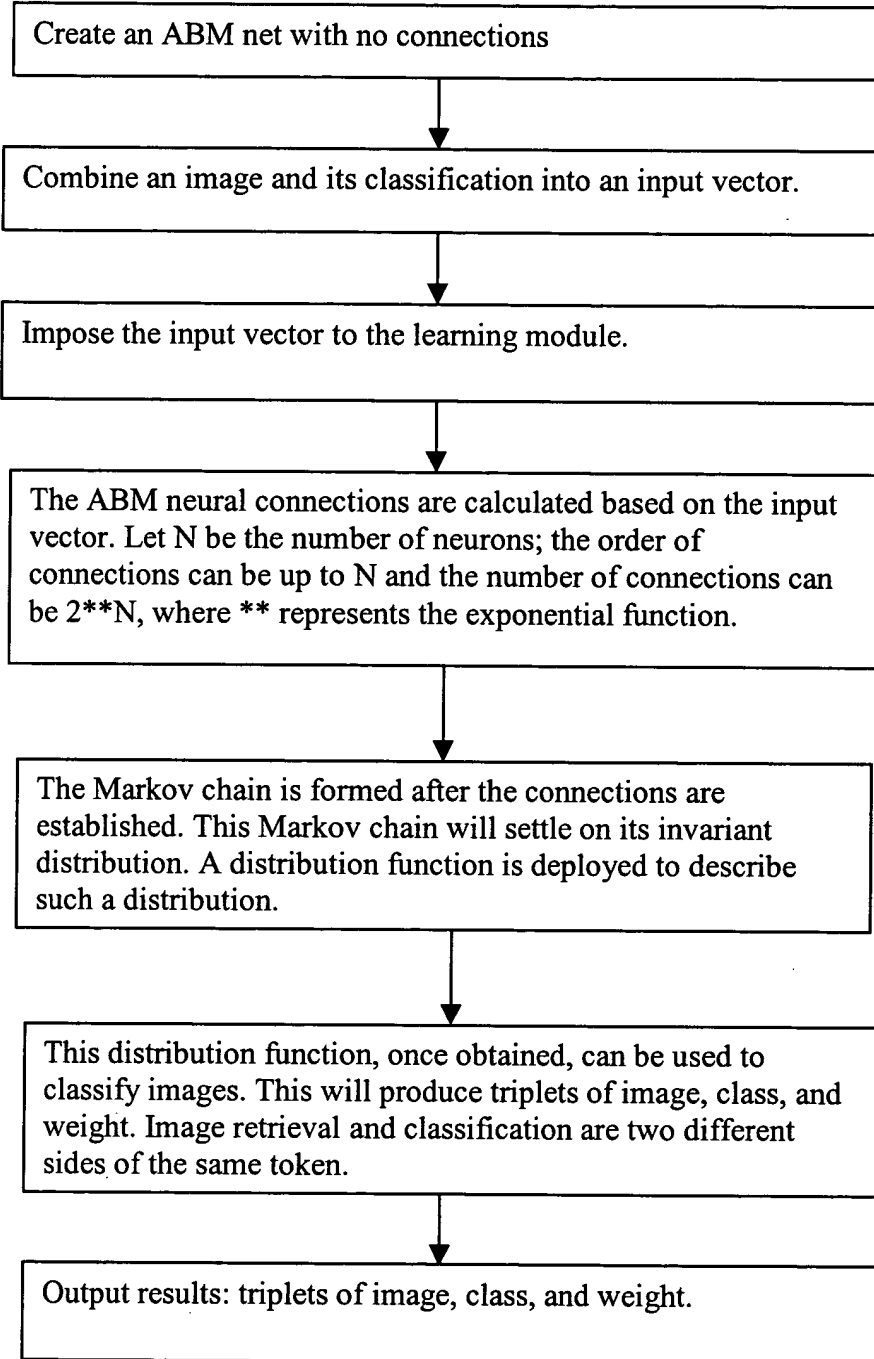 Create an ABM net with no connections
Combine an image and its classification into an input vector.
Impose the input vector to the learning module.
The ABM neural connections are calculated based on the input
vector. Let N be the number of neurons; the order of
connections can be up to N and the number of connections can
be 2**N, where ** represents the exponential function.
The Markov chain is formed after the connections are
established. This Markov chain will settle on its invariant
distribution. A distribution function is deployed to describe
such a distribution.
This distribution function, once obtained, can be used to
classify images. This will produce triplets of image, class, and
weight. Image retrieval and classification are two different
sides of the same token.
Output results: triplets of image, class, and weight.